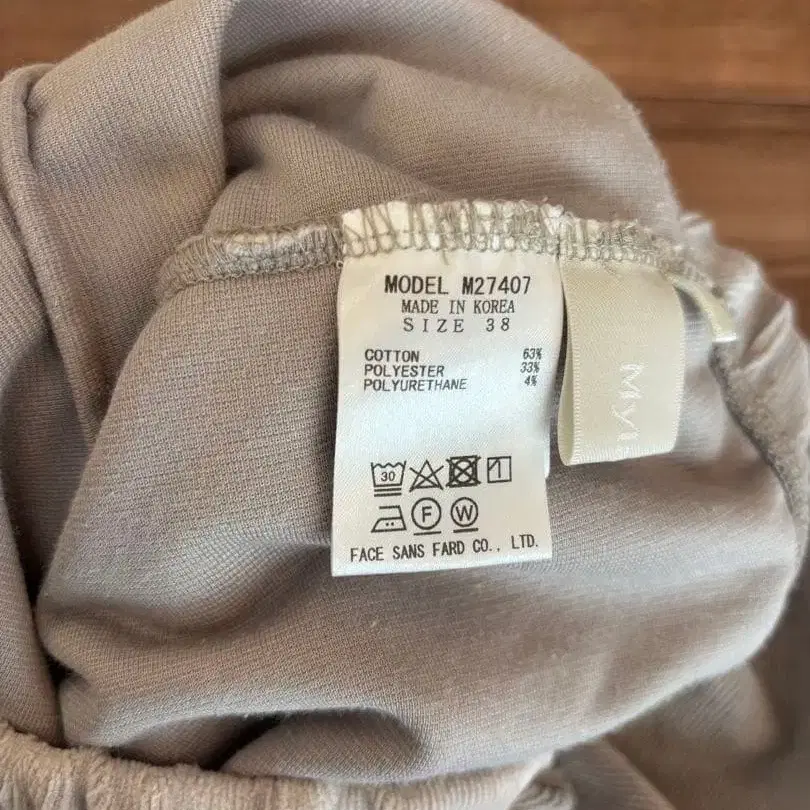 MODEL M27407
MADE IN KOREA
SIZE 38
COTTON 63%
POLYESTER 33%
POLYURETHANE 4%
30
F W
FACE SANS FARD CO., LTD.